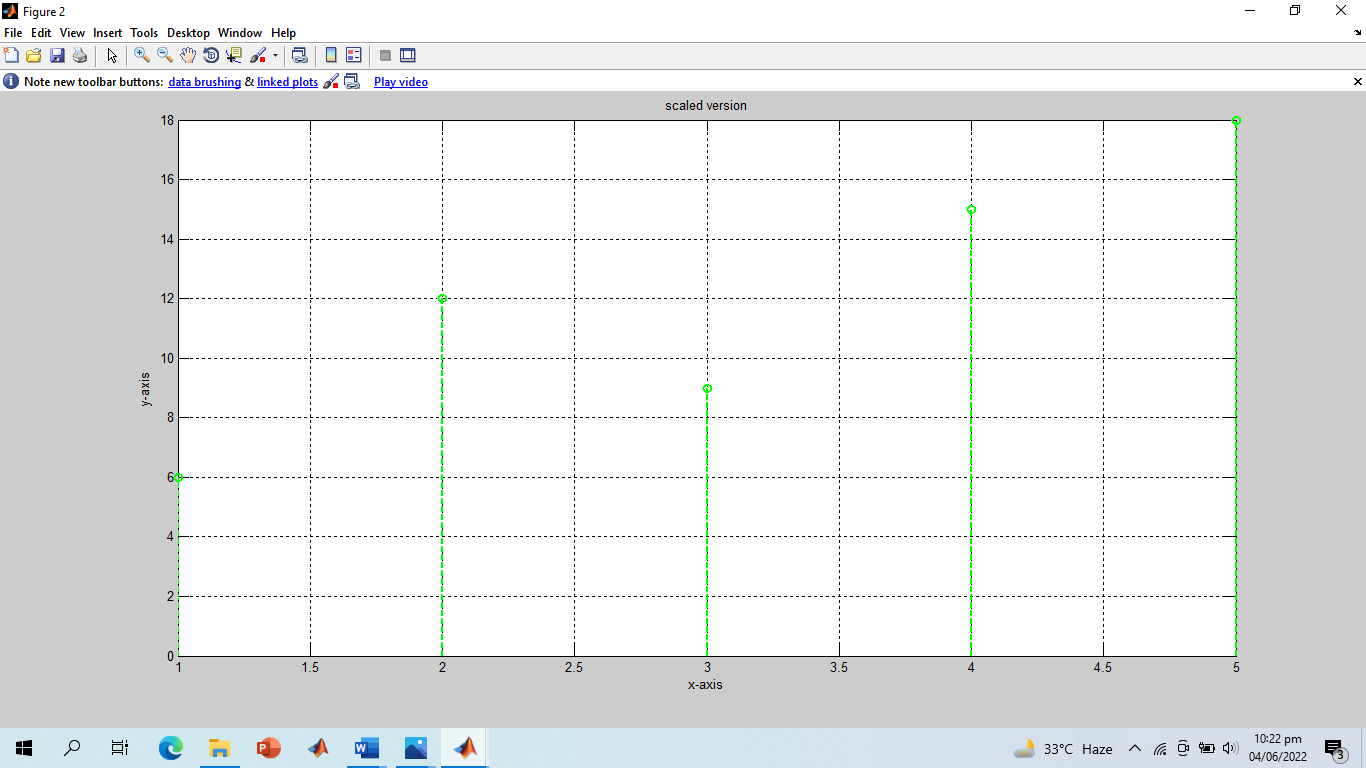 Figure 2
File Edit View Insert Tools Desktop Window Help
Note new toolbar buttons: data brushing & linked plots Play video
scaled version
18
16
14
12
10
8
6
4
2
0
y-axis
1 1.5 2 2.5 3 3.5 4 4.5 5
x-axis
P W 33°C Haze 10:22 pm
04/06/2022 3